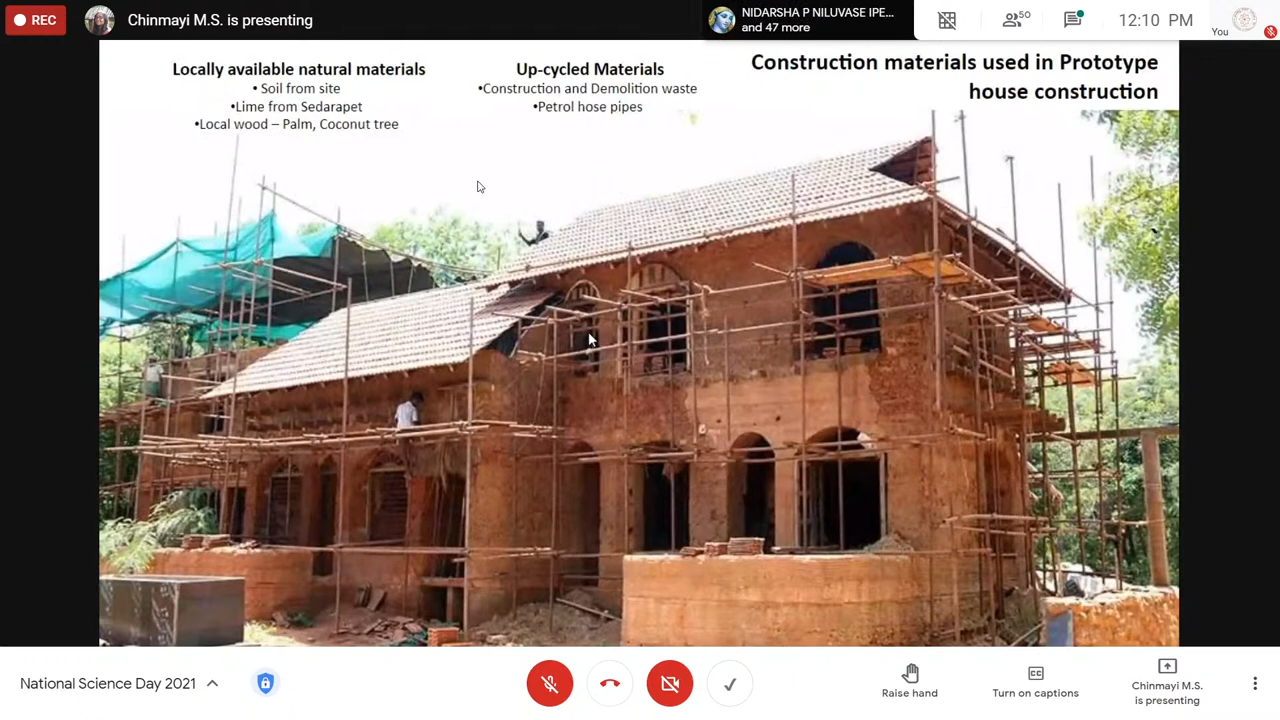 REC
Chinmayi M.S. is presenting
NIDARSHA P NILUVASE IPE...
and 47 more
50
12:10 PM
You
Locally available natural materials
•Soil from site
•Lime from Sedarapet
•Local wood – Palm, Coconut tree
Up-cycled Materials
•Construction and Demolition waste
•Petrol hose pipes
Construction materials used in Prototype
house construction
National Science Day 2021
Raise hand
CC
Turn on captions
Chinmayi M.S.
is presenting